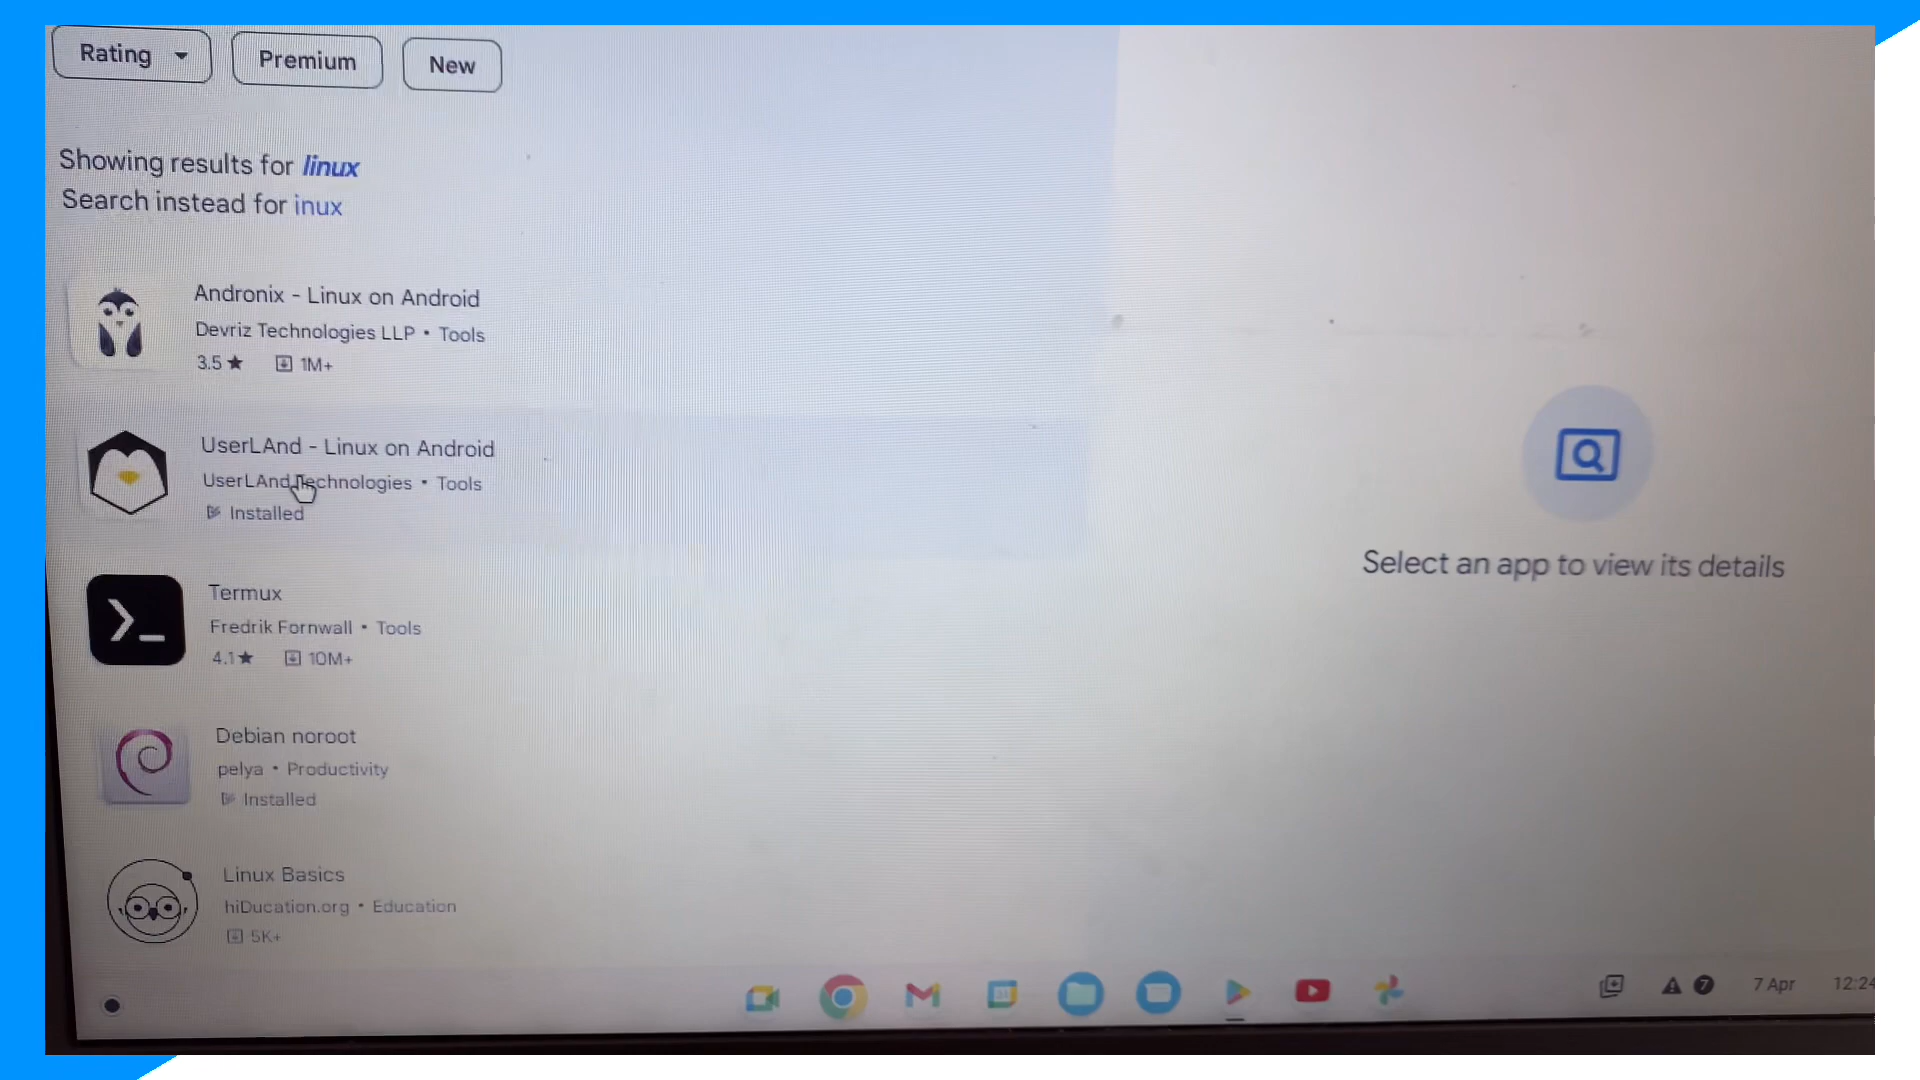 Rating
Premium
New
Showing results for linux
Search instead for inux
Andronix - Linux on Android
Devriz Technologies LLP • Tools
3.5★ 1M+
UserLAnd - Linux on Android
UserLAnd Technologies • Tools
Installed
Termux
Fredrik Fornwall • Tools
4.1★ 10M+
Debian noroot
pelya • Productivity
Installed
Linux Basics
hiDucation.org • Education
5K+
Select an app to view its details
7
7 Apr
12:24